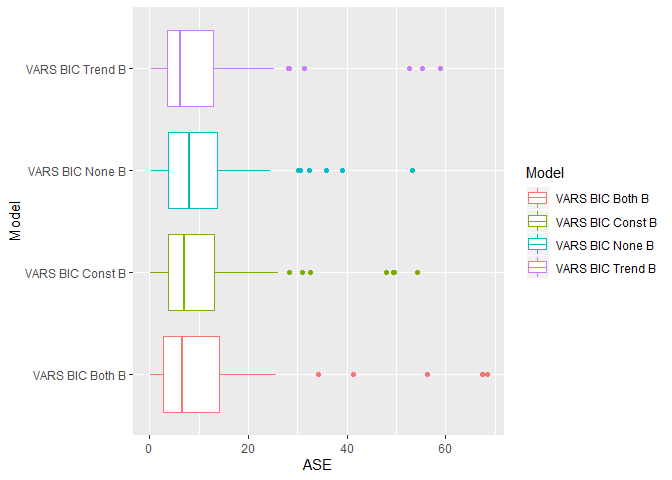 VARS BIC Trend B
VARS BIC None B
VARS BIC Const B
VARS BIC Both B
Model
0 20 40 60
ASE
Model
VARS BIC Both B
VARS BIC Const B
VARS BIC None B
VARS BIC Trend B